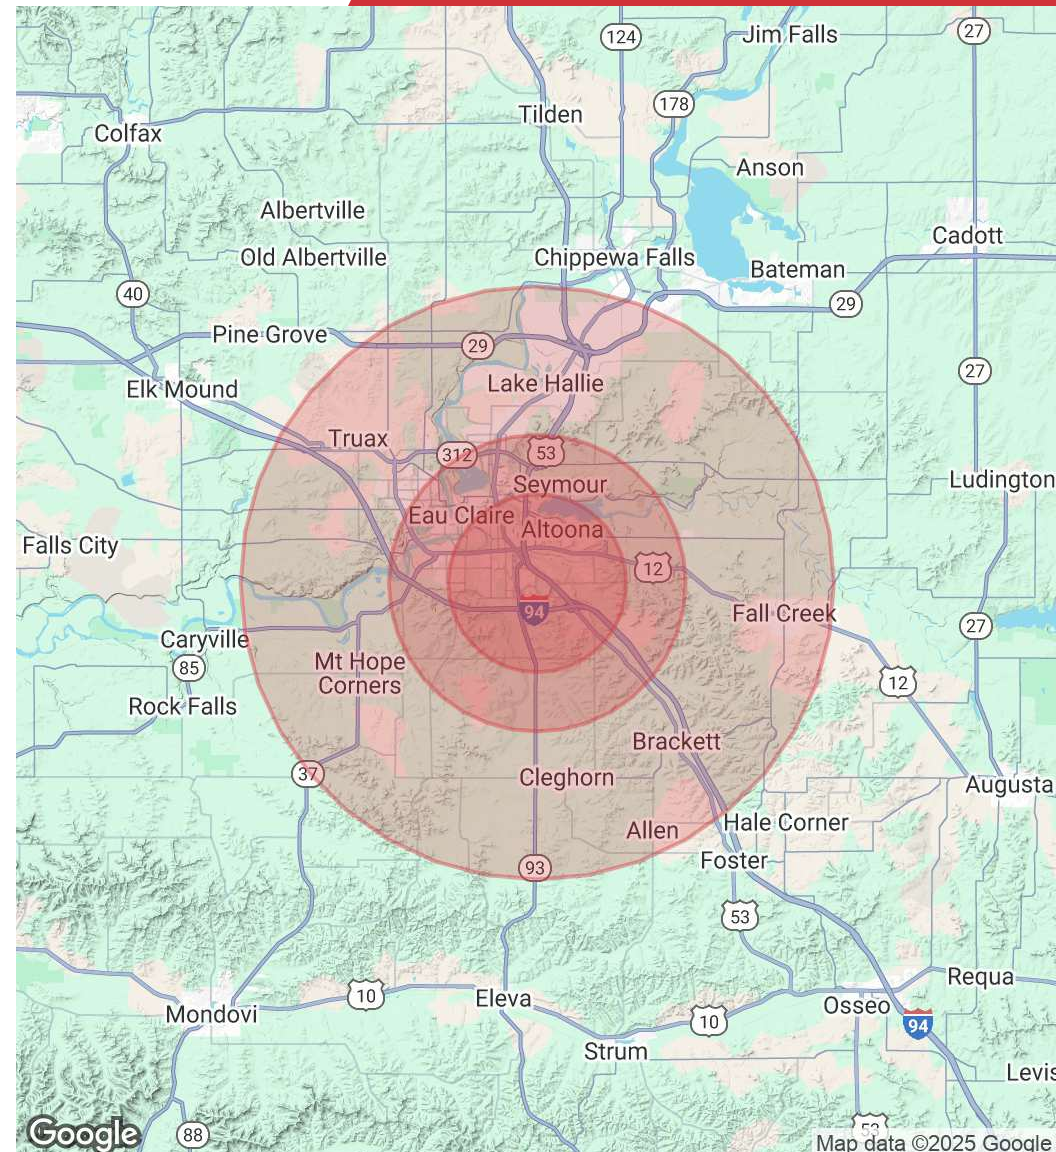 124
Jim Falls
27
178
Tilden
Colfax
Anson
Albertville
Cadott
Old Albertville
Chippewa Falls
Bateman
40
29
Pine Grove
29
27
Lake Hallie
Elk Mound
Truax
312
53
Seymour
Ludington
Eau Claire
Altoona
Falls City
12
94
Fall Creek
27
Caryville
85
Mt Hope
Corners
12
Rock Falls
Brackett
37
Cleghorn
Augusta
Allen
Hale Corner
Foster
93
53
Requa
10
Eleva
Osseo
Mondovi
10
94
Strum
Levis
53
88
Google
Map data ©2025 Google